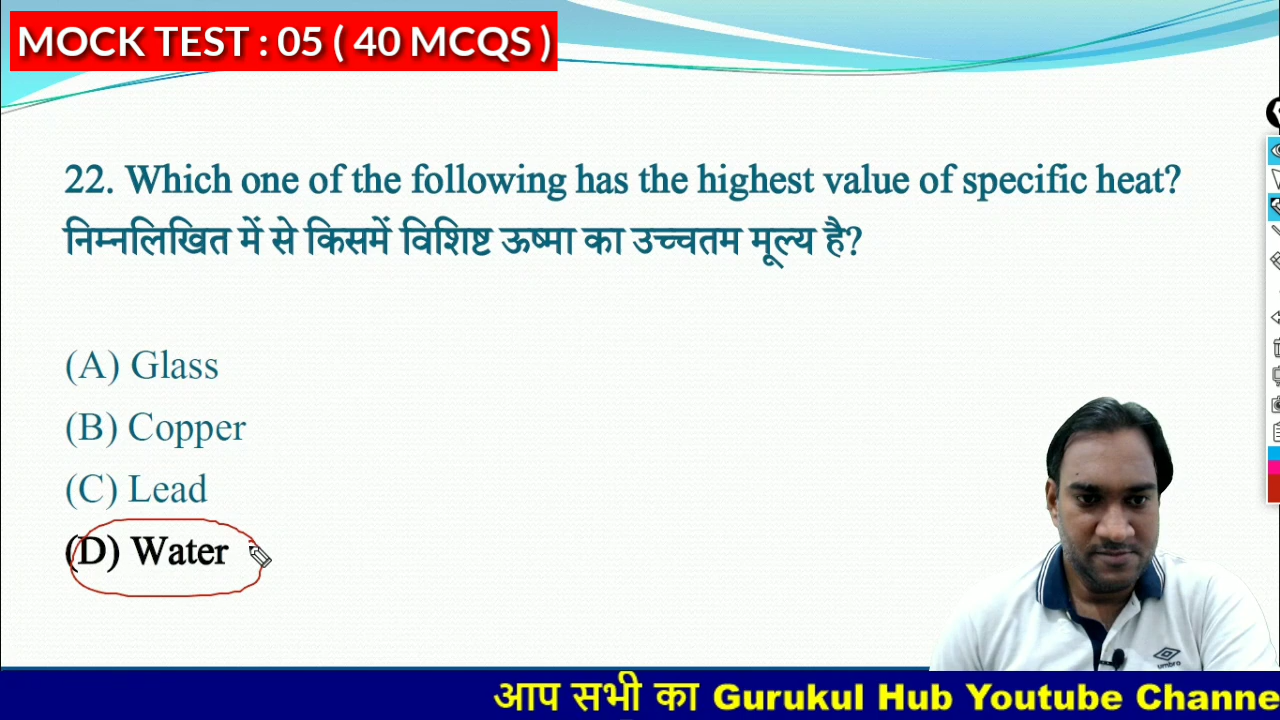 MOCK TEST : 05 ( 40 MCQS )
22. Which one of the following has the highest value of specific heat?
निम्नलिखित में से किसमें विशिष्ट ऊष्मा का उच्चतम मूल्य है?
(A) Glass
(B) Copper
(C) Lead
(D) Water
umbro
आप सभी का Gurukul Hub Youtube Channe